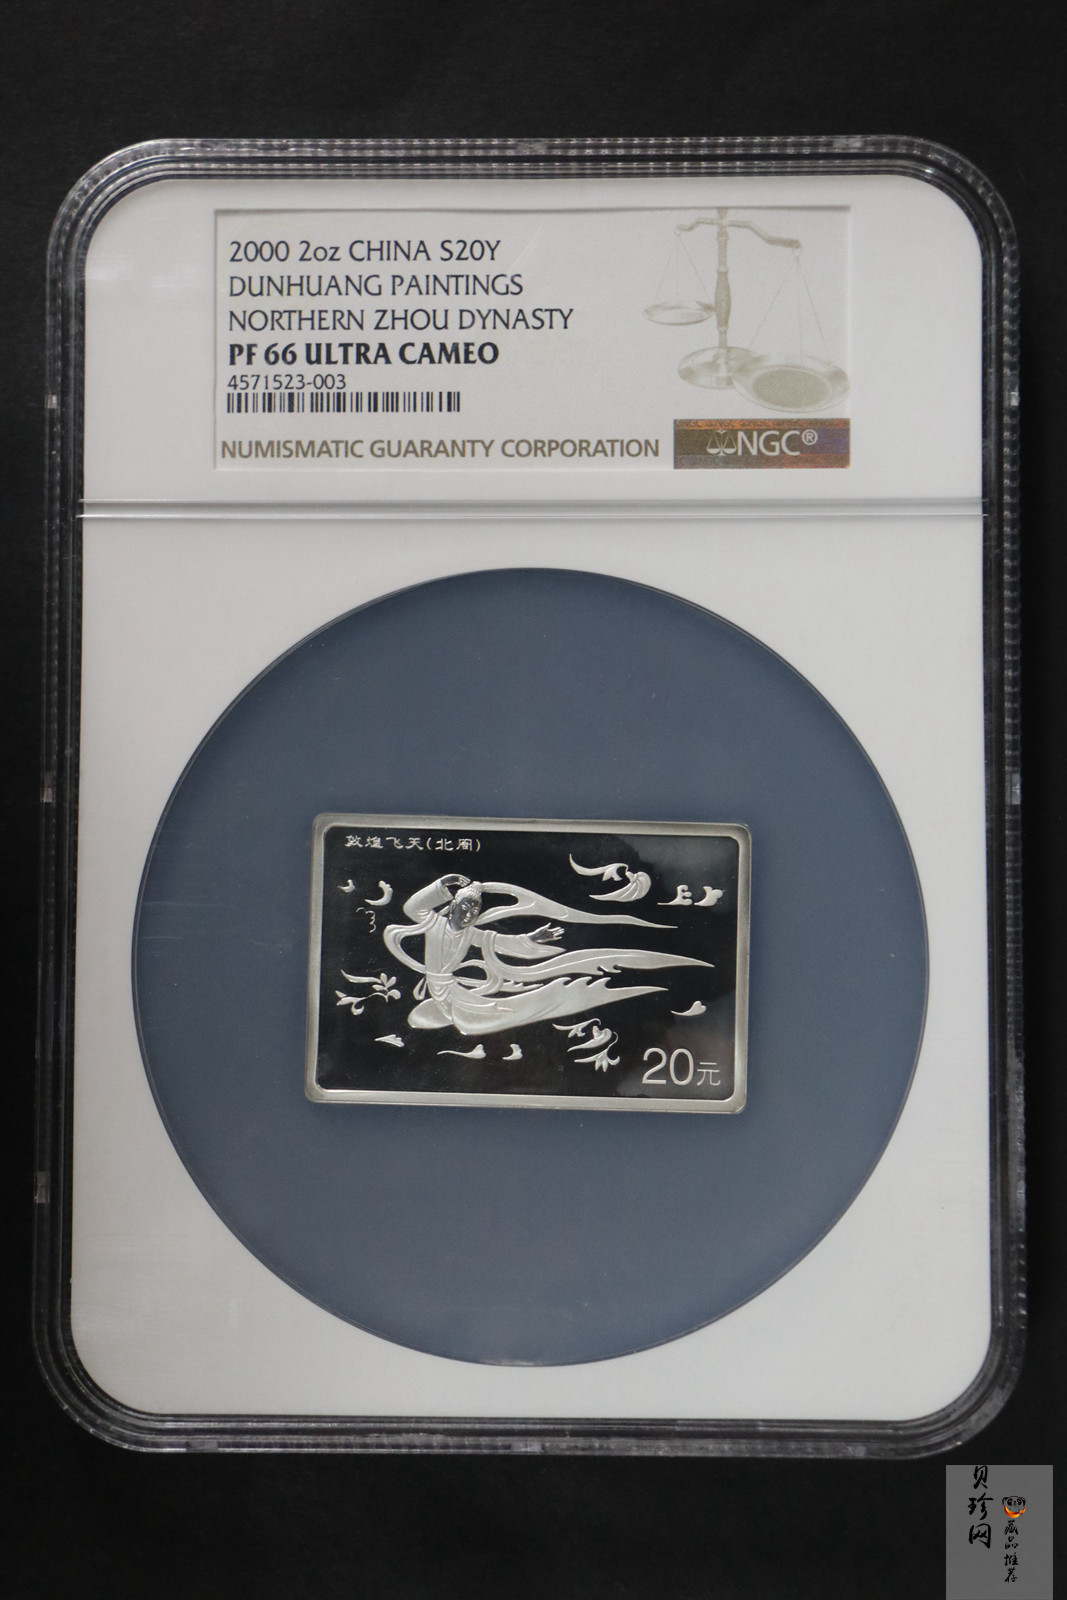 2000 2oz CHINA S20Y
DUNHUANG PAINTINGS
NORTHERN ZHOU DYNASTY
PF 66 ULTRA CAMEO
4571523-003
NUMISMATIC GUARANTY CORPORATION
NGC®
敦煌飞天(北周)
20元
贝珍网
藏品推荐